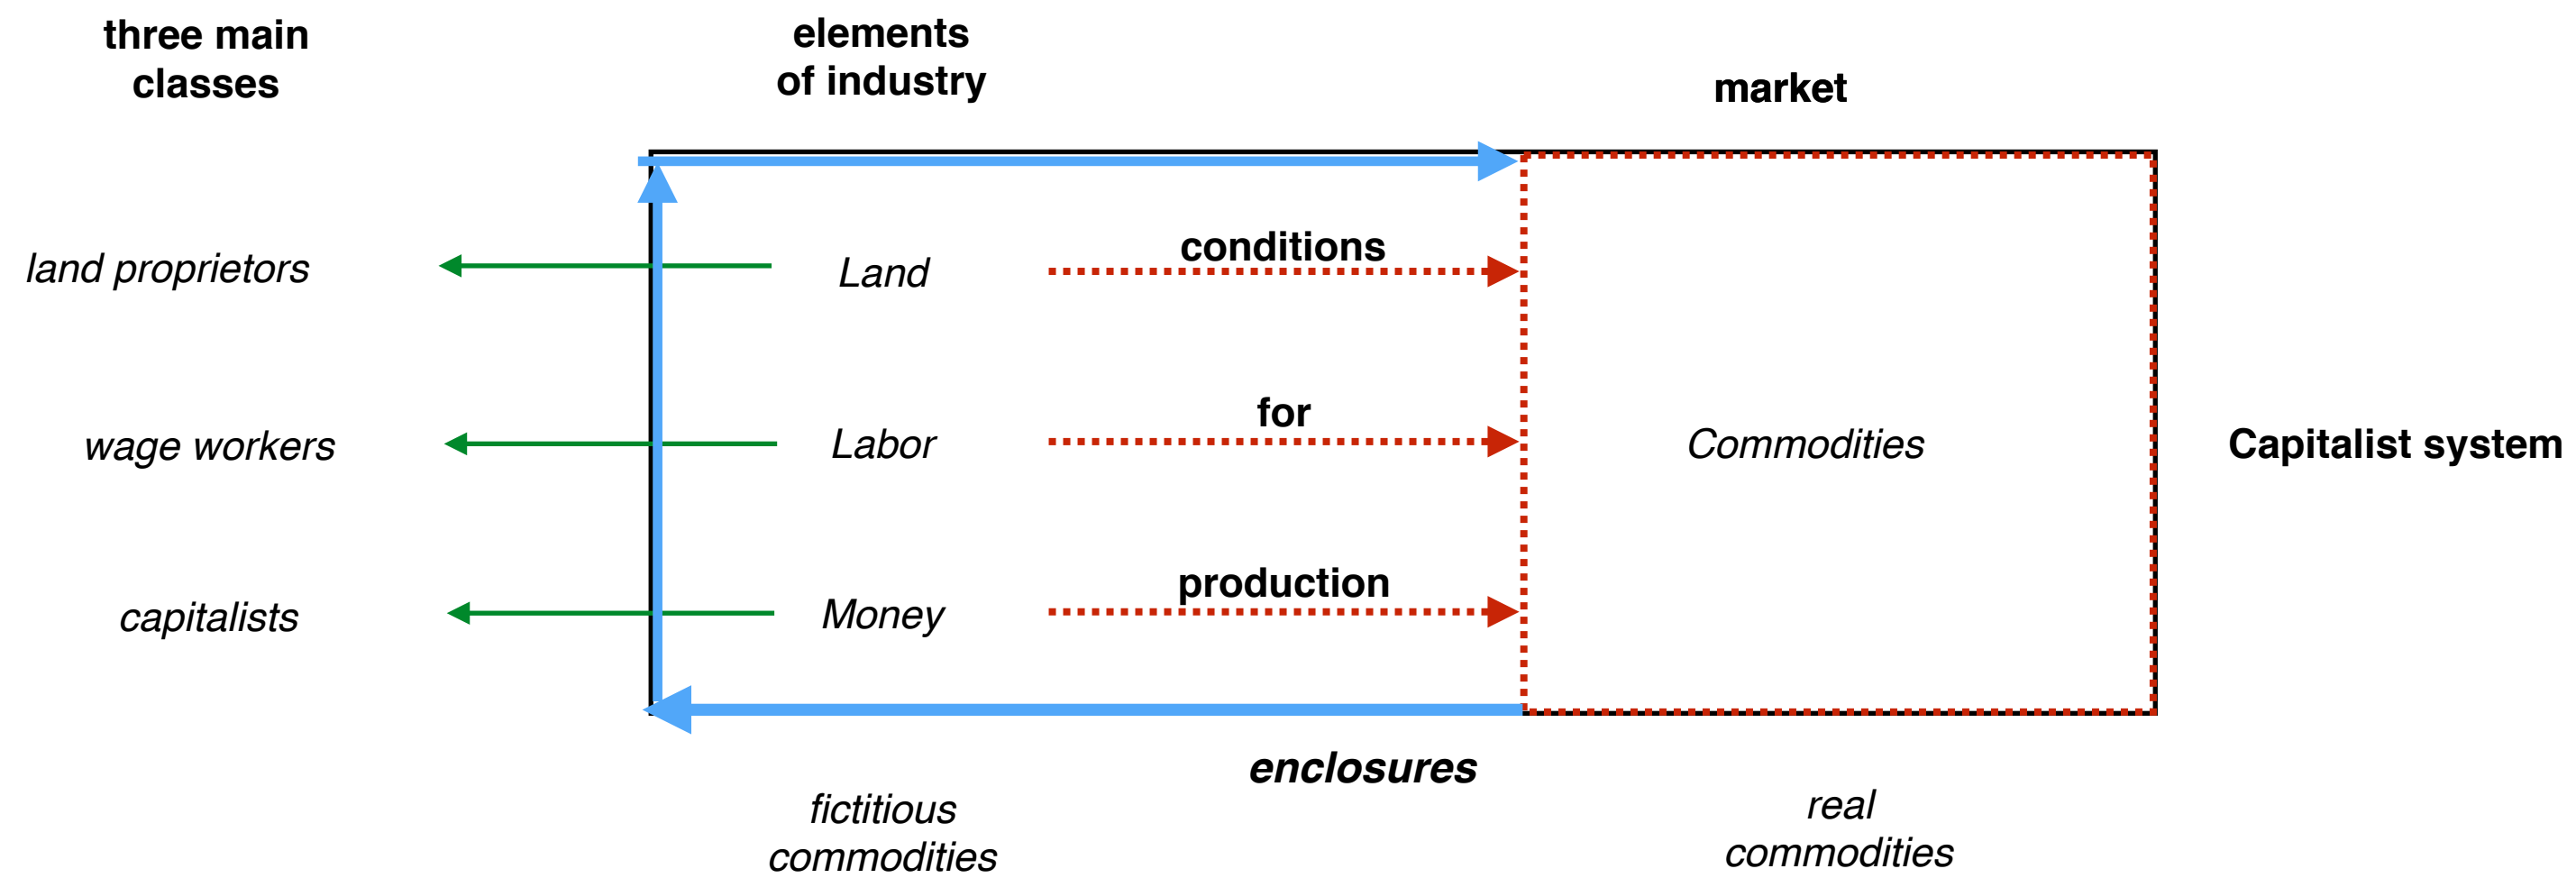 three main
classes
elements
of industry
market
land proprietors
Land
conditions
wage workers
Labor
for
Commodities
Capitalist system
capitalists
Money
production
enclosures
fictitious
commodities
real
commodities